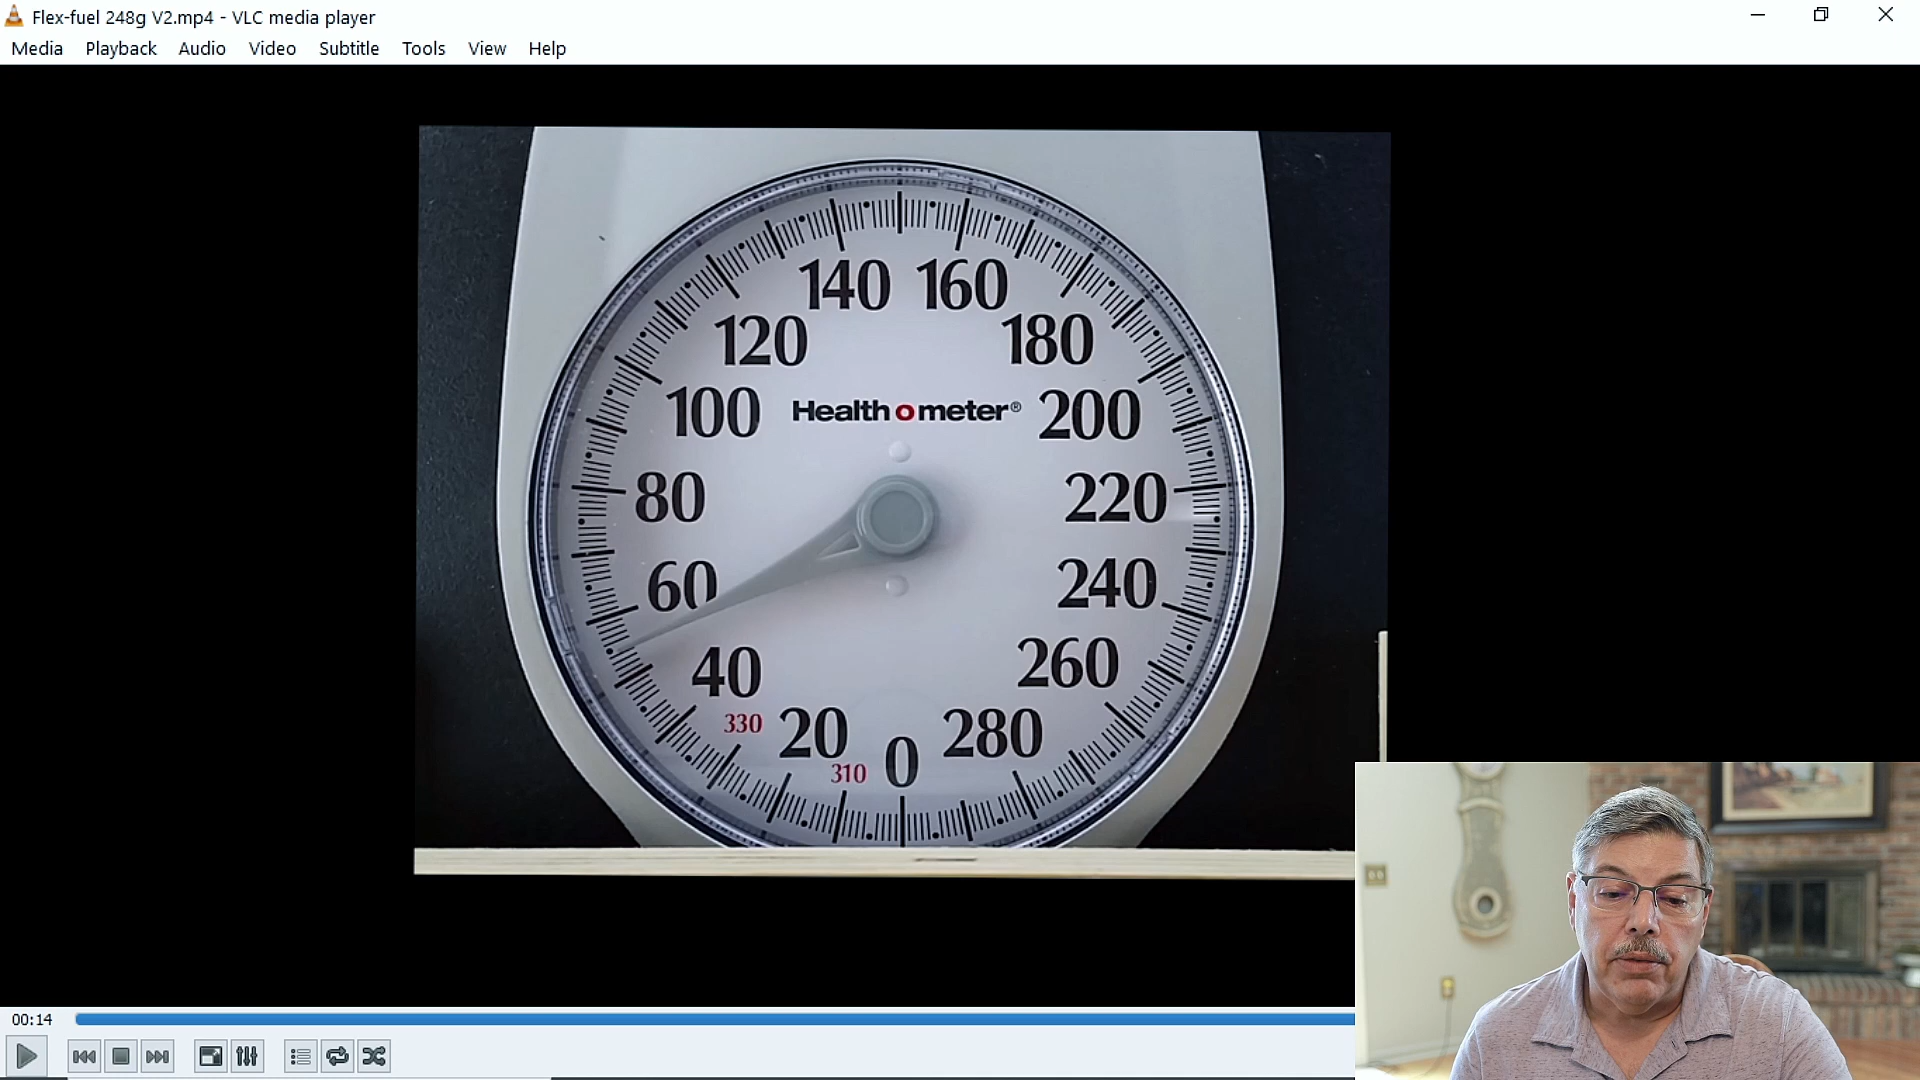 Flex-fuel 248g V2.mp4 - VLC media player
Media Playback Audio Video Subtitle Tools View Help
140 160
120 180
100 Health o meter® 200
80 220
60 240
40 260
330 20 280
310 0
00:14